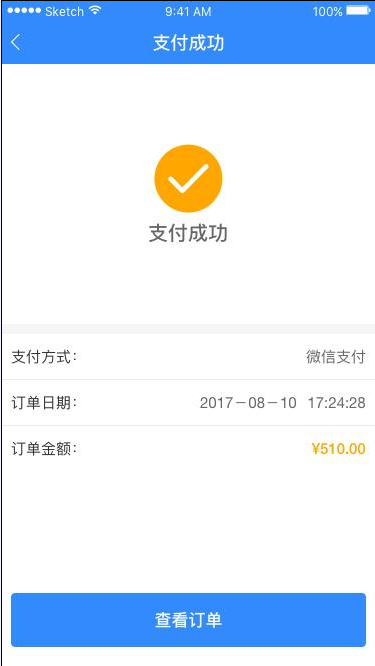 Sketch 9:41 AM 100%
支付成功
支付成功
支付方式: 微信支付
订单日期: 2017-08-10 17:24:28
订单金额: ¥510.00
查看订单